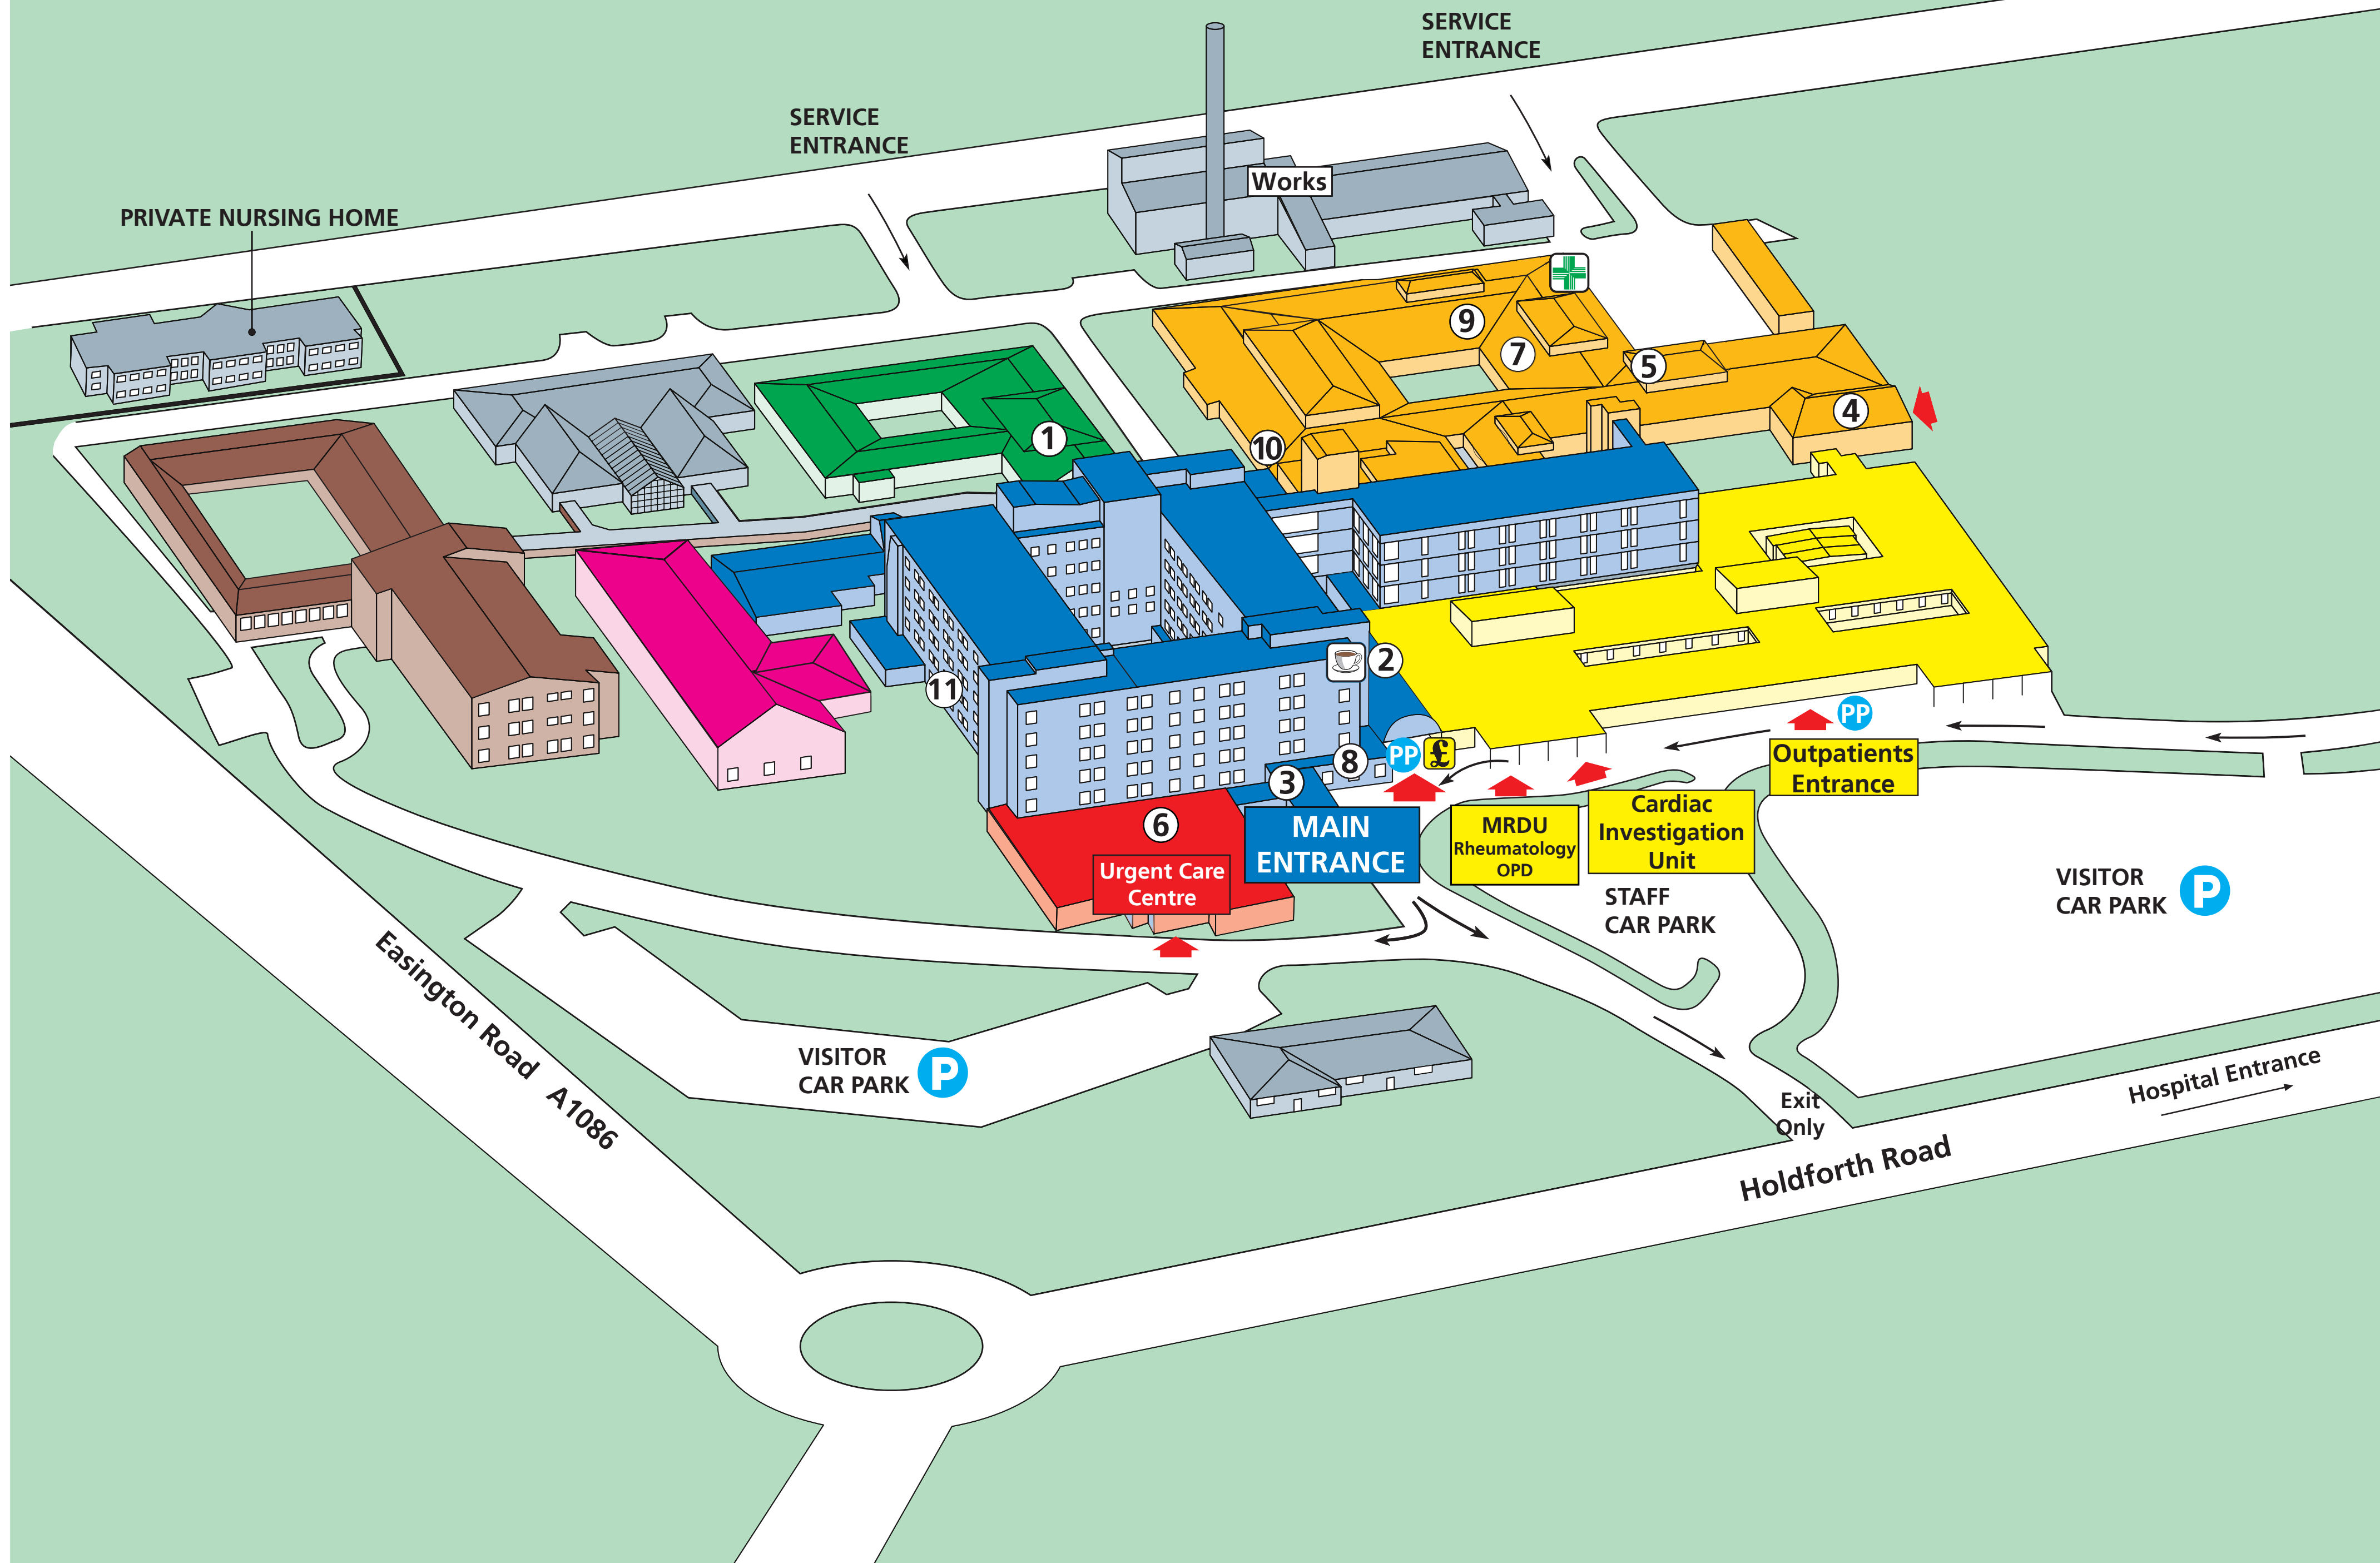 SERVICE
ENTRANCE
SERVICE
ENTRANCE
Works
PRIVATE NURSING HOME
9
7
5
4
1
10
2
11
PP
PP
£
8
3
Outpatients
Entrance
6
MAIN
ENTRANCE
MRDU
Rheumatology
OPD
Cardiac
Investigation
Unit
Urgent Care
Centre
STAFF
CAR PARK
VISITOR
CAR PARK
P
Easington Road A1086
VISITOR
CAR PARK
P
Exit
Only
Hospital Entrance
Holdforth Road